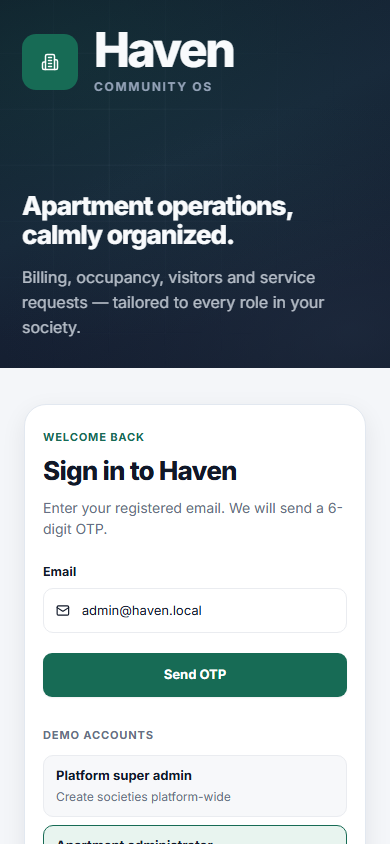 Haven
COMMUNITY OS
Apartment operations,
calmly organized.
Billing, occupancy, visitors and service
requests — tailored to every role in your
society.
WELCOME BACK
Sign in to Haven
Enter your registered email. We will send a 6-
digit OTP.
Email
admin@haven.local
Send OTP
DEMO ACCOUNTS
Platform super admin
Create societies platform-wide
Apartment administrator